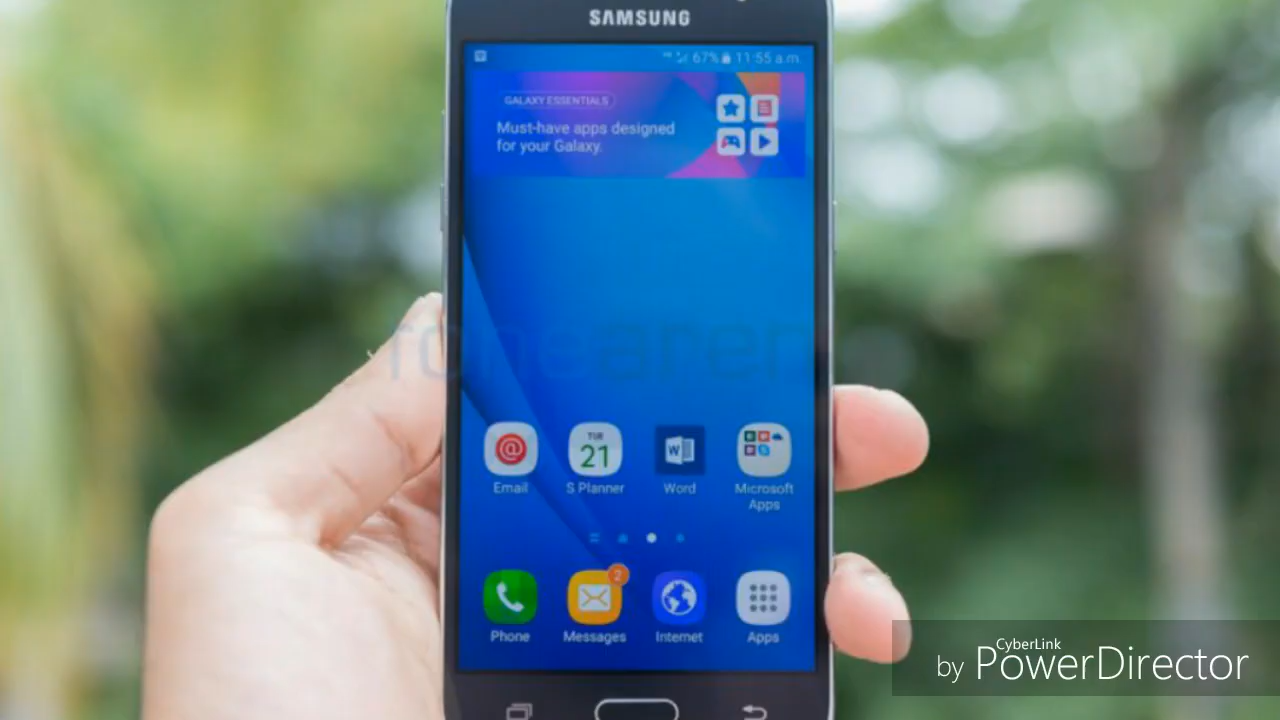 SAMSUNG
67% 11:55 a.m.
GALAXY ESSENTIALS
Must-have apps designed
for your Galaxy.
fonearen
TUE
21
Email
S Planner
Word
Microsoft
Apps
2
Phone
Messages
Internet
Apps
CyberLink
by PowerDirector